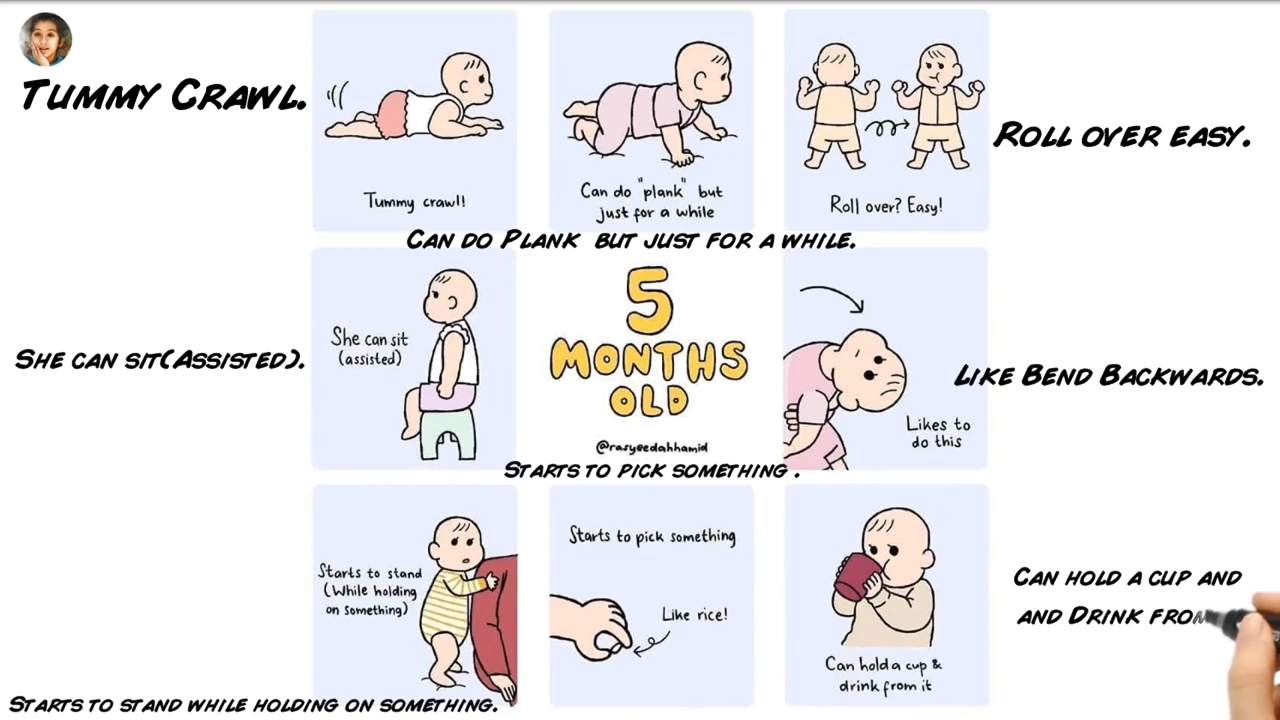 Tummy Crawl.
Tummy crawl!
Can do "plank" but
just for a while
Roll over? Easy!
Roll over easy.
Can do Plank but just for a while.
She can sit(Assisted).
She can sit
(assisted)
5
MONTHS
OLD
@rasyeedahhamid
Likes to
do this
Like Bend Backwards.
Starts to pick something .
Starts to stand
(While holding
on something)
Starts to pick something
Like rice!
Can hold a cup &
drink from it
Can hold a cup and
and Drink from
Starts to stand while holding on something.